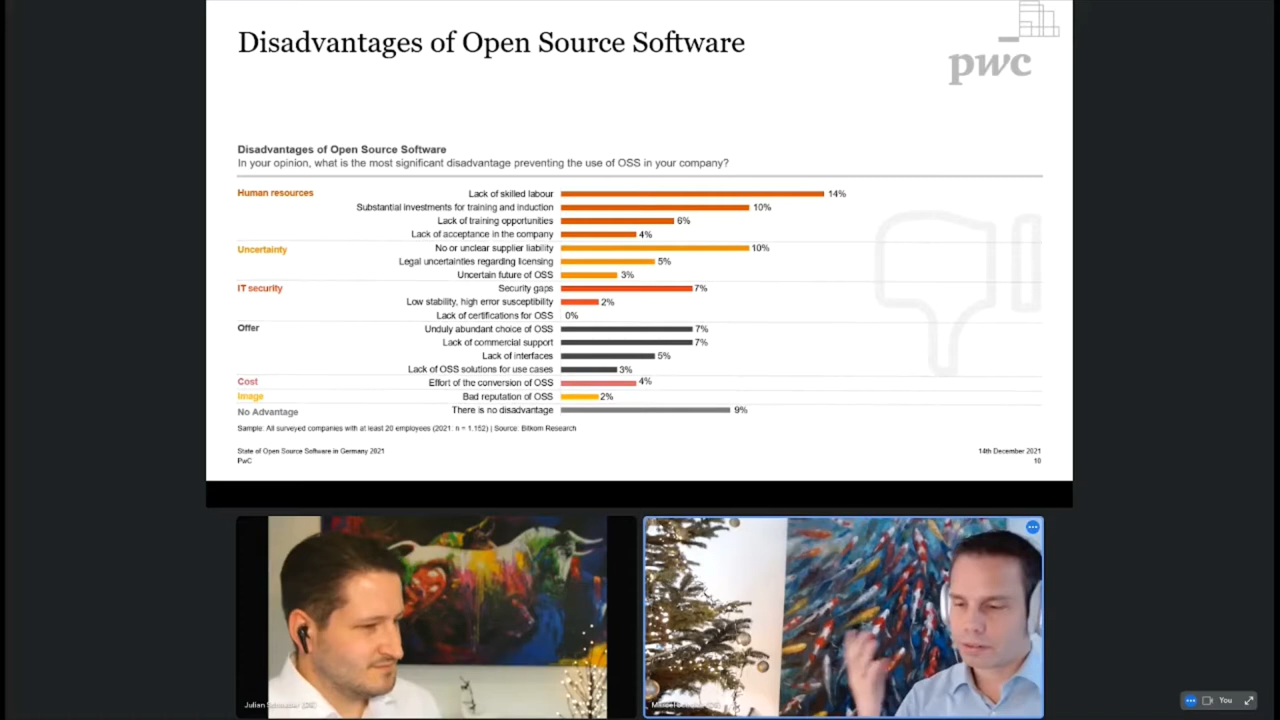 Disadvantages of Open Source Software
pwc
Disadvantages of Open Source Software
In your opinion, what is the most significant disadvantage preventing the use of OSS in your company?
Human resources
Lack of skilled labour 14%
Substantial investments for training and induction 10%
Lack of training opportunities 6%
Lack of acceptance in the company 4%
Uncertainty
No or unclear supplier liability 10%
Legal uncertainties regarding licensing 5%
Uncertain future of OSS 3%
IT security
Security gaps 7%
Low stability, high error susceptibility 2%
Lack of certifications for OSS 0%
Offer
Unduly abundant choice of OSS 7%
Lack of commercial support 7%
Lack of interfaces 5%
Lack of OSS solutions for use cases 3%
Cost
Effort of the conversion of OSS 4%
Image
Bad reputation of OSS 2%
No Advantage
There is no disadvantage 9%
Sample: All surveyed companies with at least 20 employees (2021: n = 1,152) | Source: Bitkom Research
State of Open Source Software in Germany 2021
PwC
14th December 2021
10
Julian
You